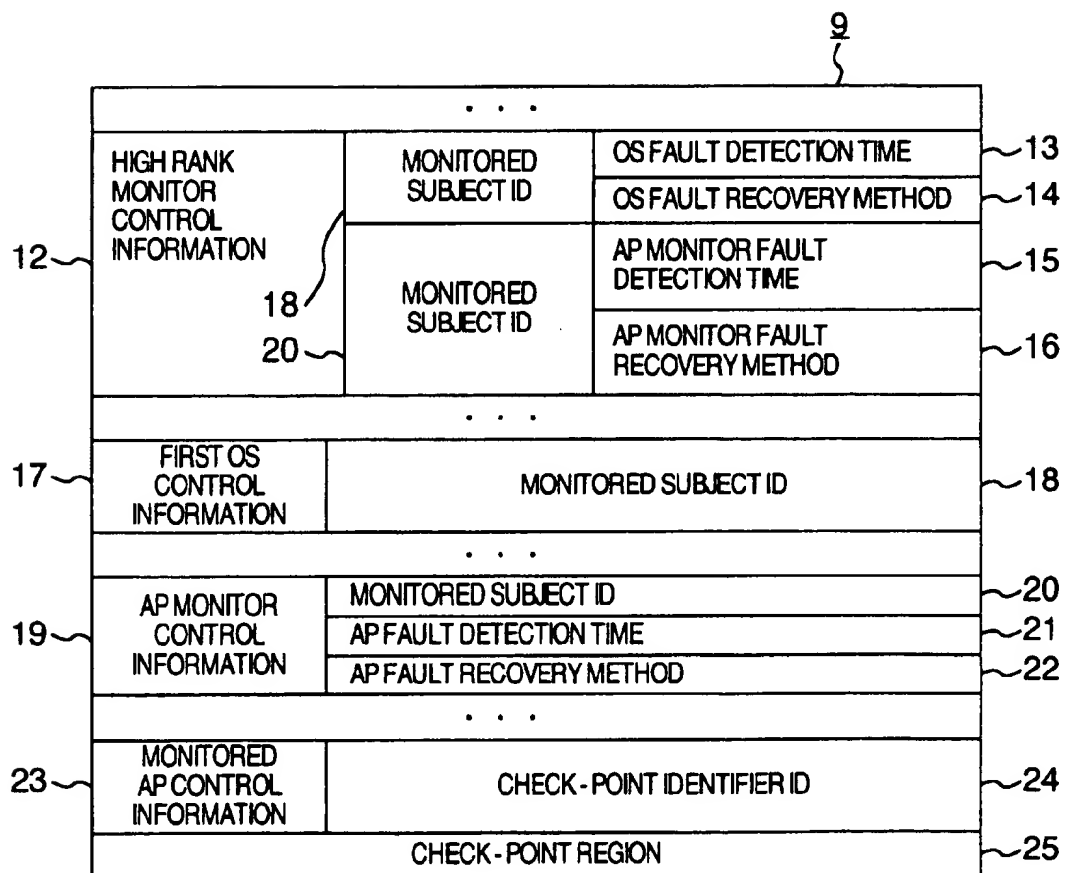 9
. . .
HIGH RANK
MONITOR
CONTROL
INFORMATION
12
MONITORED
SUBJECT ID
18
OS FAULT DETECTION TIME
13
OS FAULT RECOVERY METHOD
14
MONITORED
SUBJECT ID
20
AP MONITOR FAULT
DETECTION TIME
15
AP MONITOR FAULT
RECOVERY METHOD
16
. . .
17
FIRST OS
CONTROL
INFORMATION
MONITORED SUBJECT ID
18
. . .
19
AP MONITOR
CONTROL
INFORMATION
MONITORED SUBJECT ID
20
AP FAULT DETECTION TIME
21
AP FAULT RECOVERY METHOD
22
. . .
23
MONITORED
AP CONTROL
INFORMATION
CHECK-POINT IDENTIFIER ID
24
CHECK-POINT REGION
25